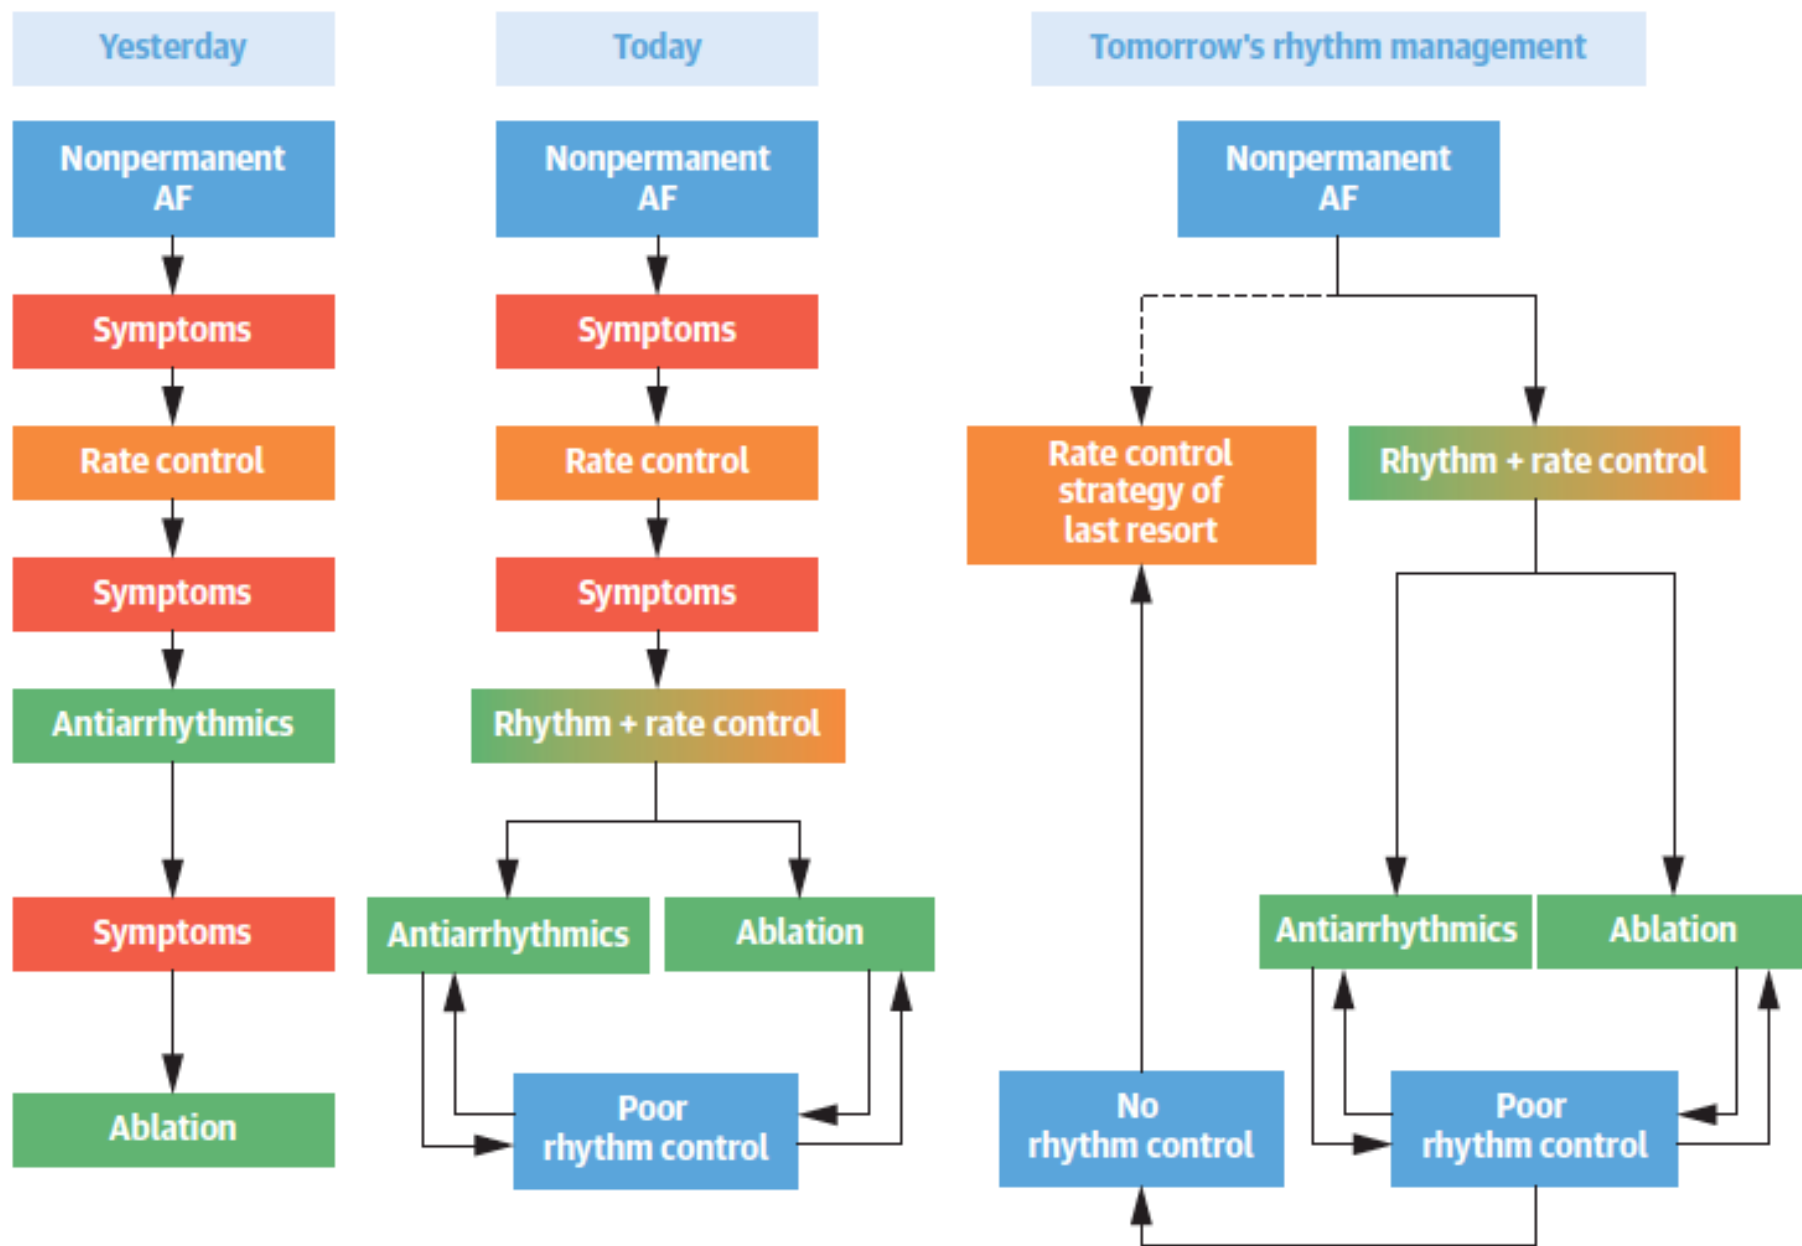 Yesterday
Nonpermanent
AF
Symptoms
Rate control
Symptoms
Antiarrhythmics
Symptoms
Ablation
Today
Nonpermanent
AF
Symptoms
Rate control
Symptoms
Rhythm + rate control
Antiarrhythmics
Ablation
Poor
rhythm control
Tomorrow's rhythm management
Nonpermanent
AF
Rate control
strategy of
last resort
Rhythm + rate control
Antiarrhythmics
Ablation
No
rhythm control
Poor
rhythm control